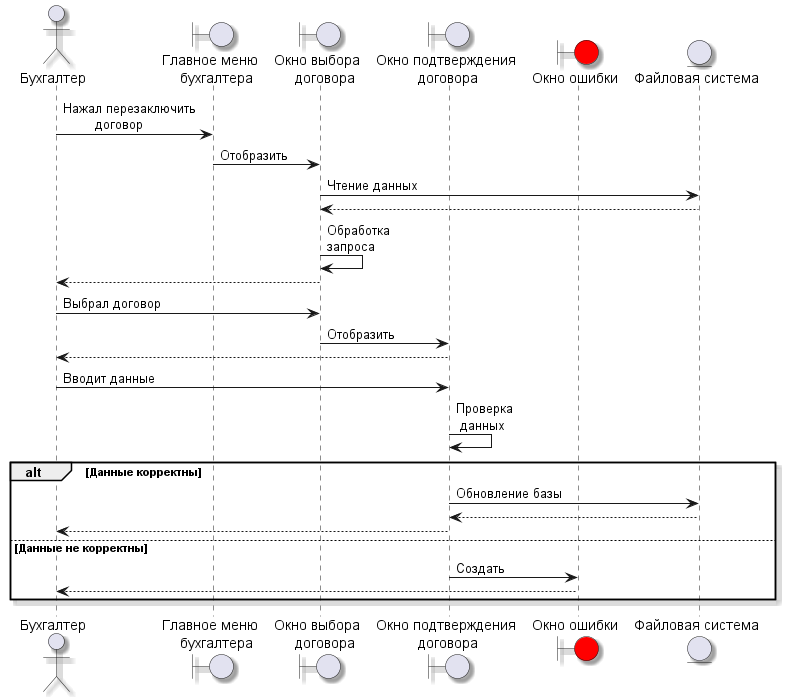 Бухгалтер
Главное меню
бухгалтера
Окно выбора
договора
Окно подтверждения
договора
Окно ошибки
Файловая система
Нажал перезаключить
договор
Отобразить
Чтение данных
Обработка
запроса
Выбрал договор
Отобразить
Вводит данные
Проверка
данных
alt [Данные корректны]
Обновление базы
[Данные не корректны]
Создать
Бухгалтер
Главное меню
бухгалтера
Окно выбора
договора
Окно подтверждения
договора
Окно ошибки
Файловая система